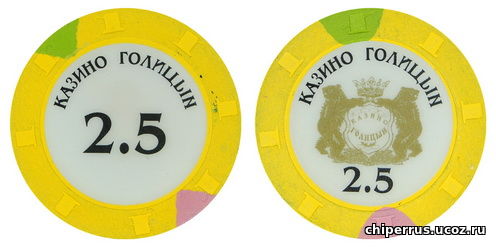 КАЗИНО ГОЛИЦЫН
2.5
КАЗИНО ГОЛИЦЫН
КАЗИНО
ГОЛИЦЫН
2.5
chiperrus.ucoz.ru